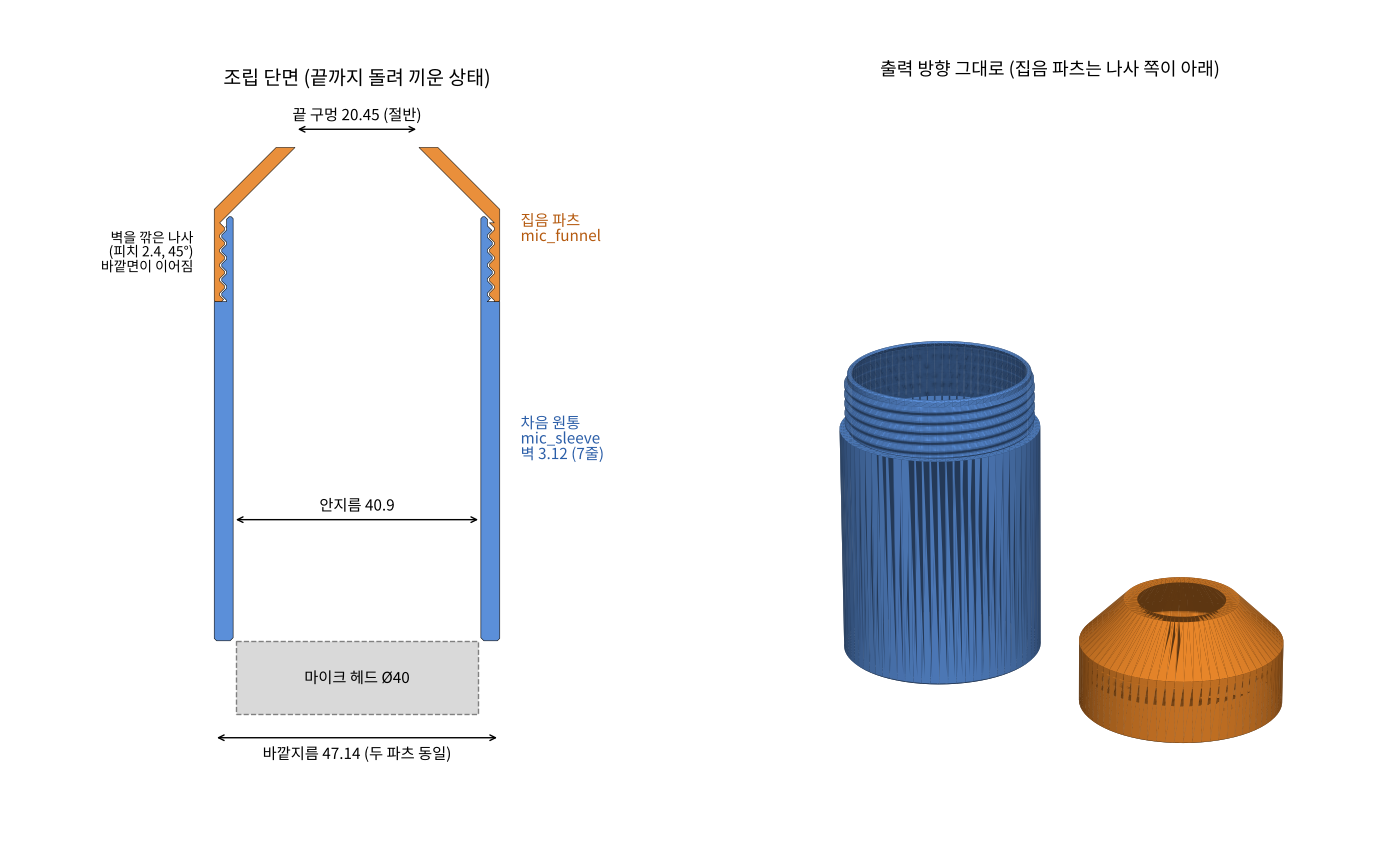 조립 단면 (끝까지 돌려 끼운 상태)
끝 구멍 20.45 (절반)
벽을 깎은 나사
(피치 2.4, 45°)
바깥면이 이어짐
집음 파츠
mic_funnel
차음 원통
mic_sleeve
벽 3.12 (7줄)
안지름 40.9
마이크 헤드 Ø40
바깥지름 47.14 (두 파츠 동일)
출력 방향 그대로 (집음 파츠는 나사 쪽이 아래)